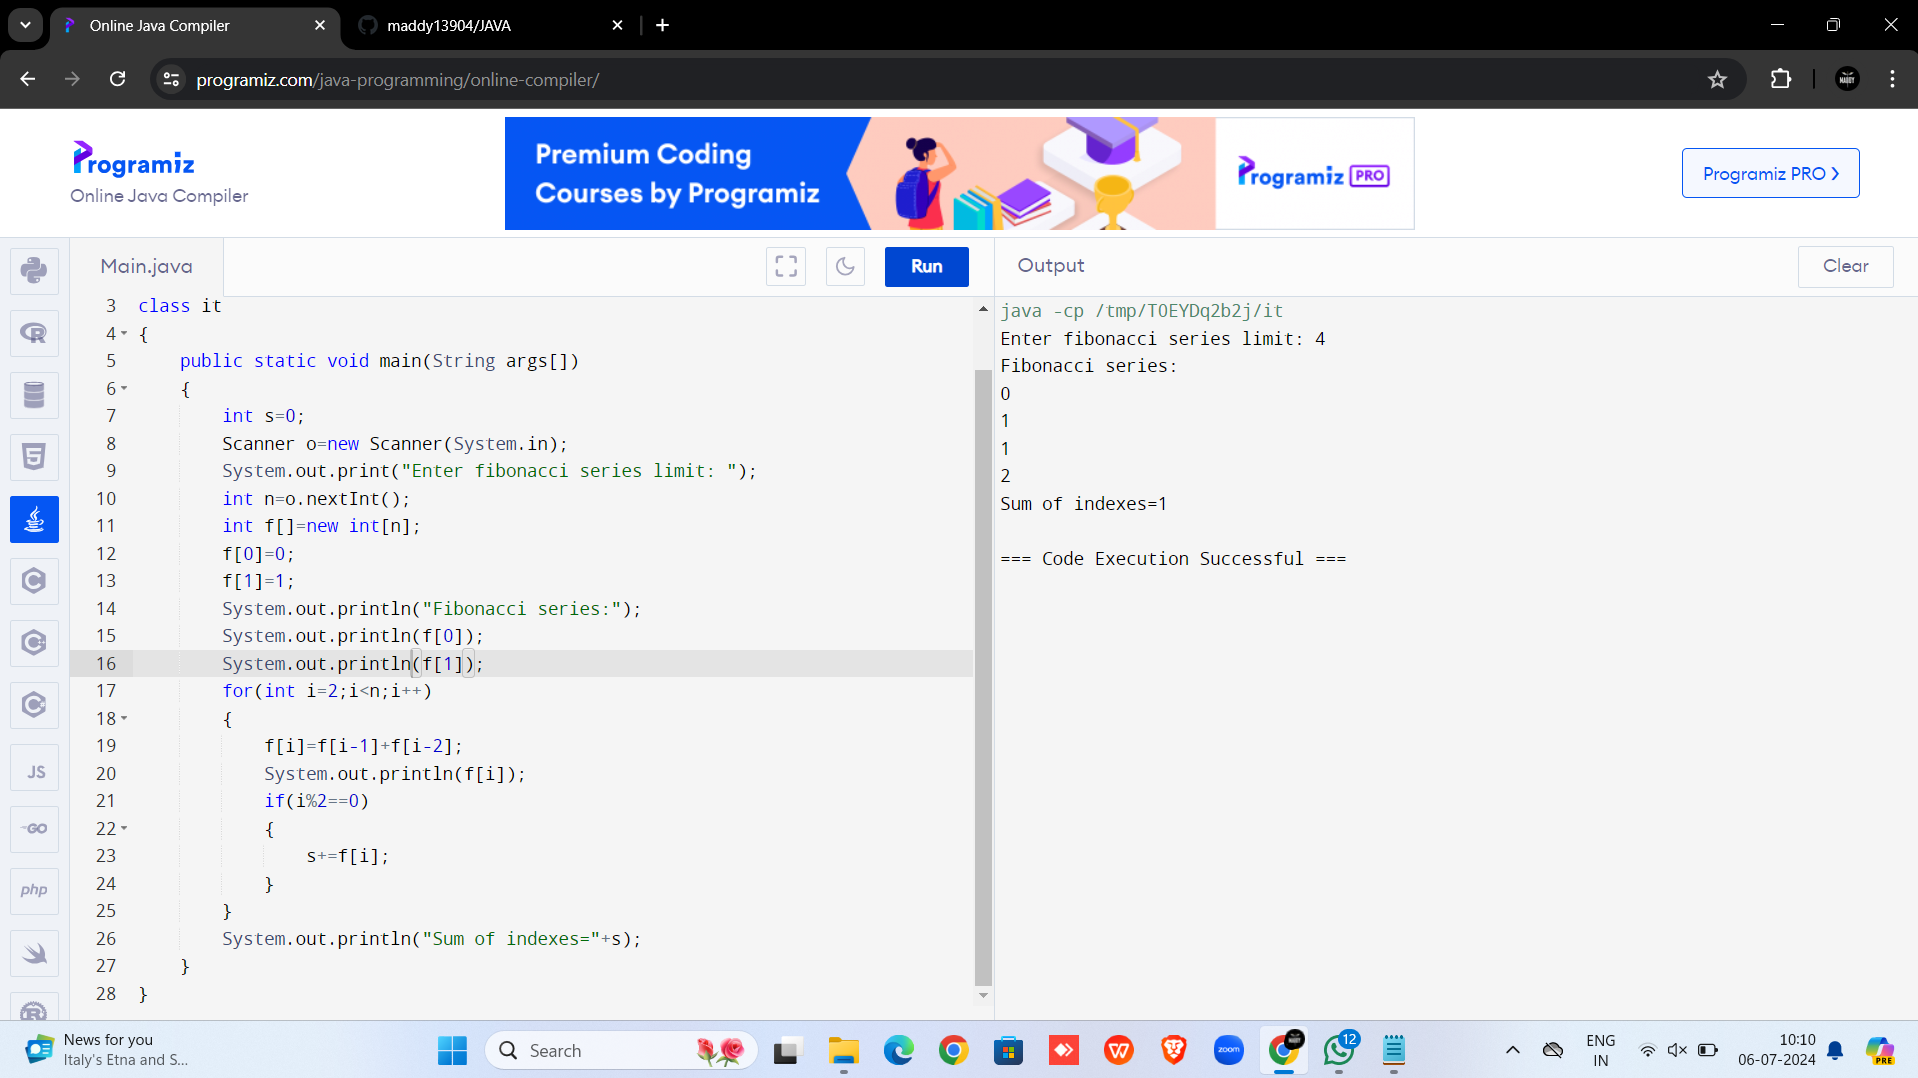 Online Java Compiler
maddy13904/JAVA
programiz.com/java-programming/online-compiler/
MADDY
Programiz
Online Java Compiler
Premium Coding
Courses by Programiz
Programiz PRO
Programiz PRO
Main.java
Run
Output
Clear
3 class it
4 {
5 public static void main(String args[])
6 {
7 int s=0;
8 Scanner o=new Scanner(System.in);
9 System.out.print("Enter fibonacci series limit: ");
10 int n=o.nextInt();
11 int f[]=new int[n];
12 f[0]=0;
13 f[1]=1;
14 System.out.println("Fibonacci series:");
15 System.out.println(f[0]);
16 System.out.println(f[1]);
17 for(int i=2;i<n;i++)
18 {
19 f[i]=f[i-1]+f[i-2];
20 System.out.println(f[i]);
21 if(i%2==0)
22 {
23 s+=f[i];
24 }
25 }
26 System.out.println("Sum of indexes="+s);
27 }
28 }
java -cp /tmp/T0EYDq2b2j/it
Enter fibonacci series limit: 4
Fibonacci series:
0
1
1
2
Sum of indexes=1
=== Code Execution Successful ===
JS
GO
php
News for you
Italy's Etna and S...
Search
zoom
12
ENG
IN
10:10
06-07-2024
PRE